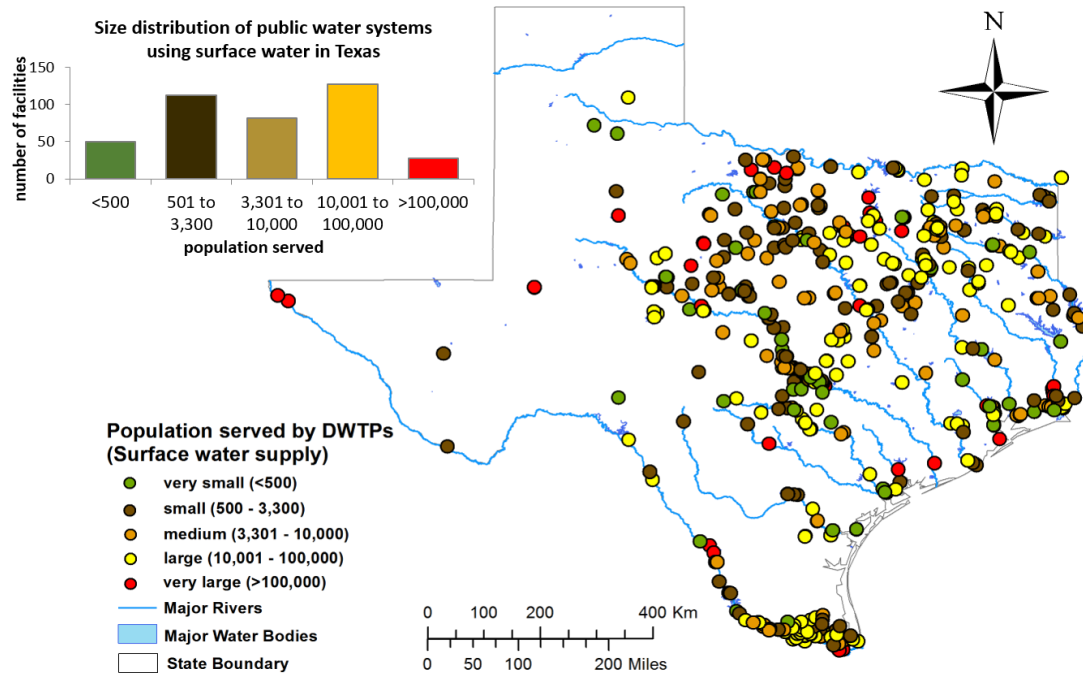 Size distribution of public water systems
using surface water in Texas
number of facilities
150
100
50
0
<500
501 to
3,300
3,301 to
10,000
10,001 to
100,000
>100,000
population served
N
Population served by DWTPs
(Surface water supply)
very small (<500)
small (500 - 3,300)
medium (3,301 - 10,000)
large (10,001 - 100,000)
very large (>100,000)
Major Rivers
Major Water Bodies
State Boundary
0 100 200 400 Km
0 50 100 200 Miles